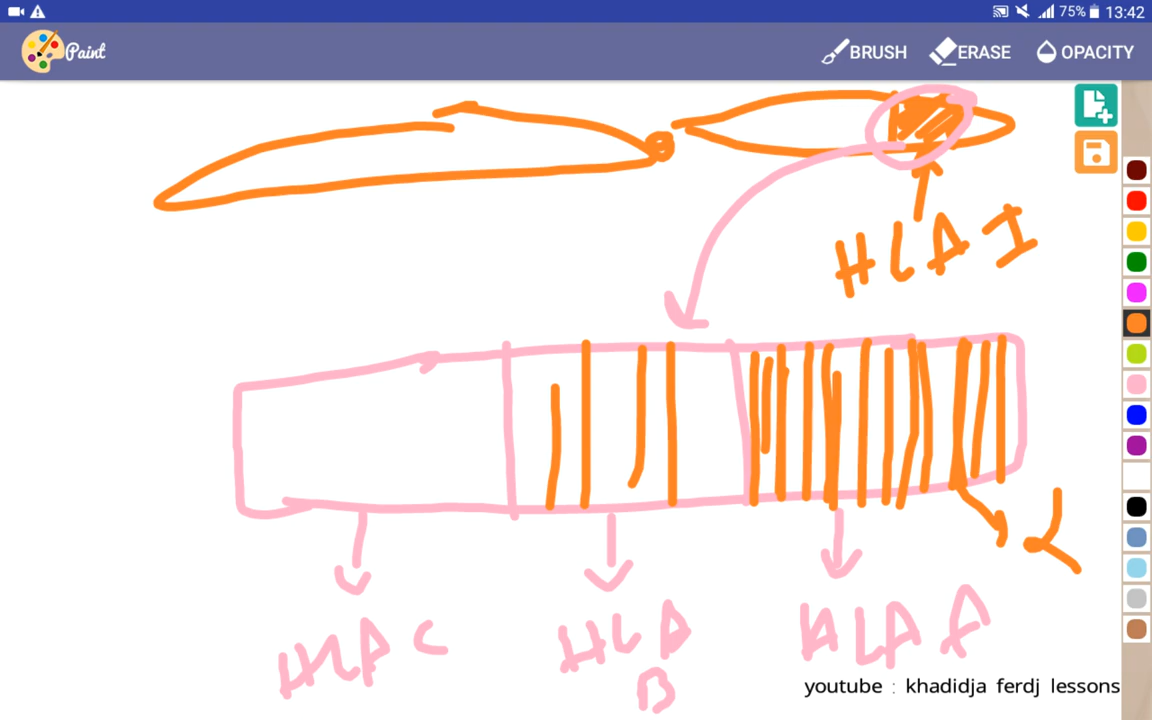 75% 13:42
Paint BRUSH ERASE OPACITY
HLA I
HLA C HLA HLA A
B
α
youtube : khadidja ferdj lessons